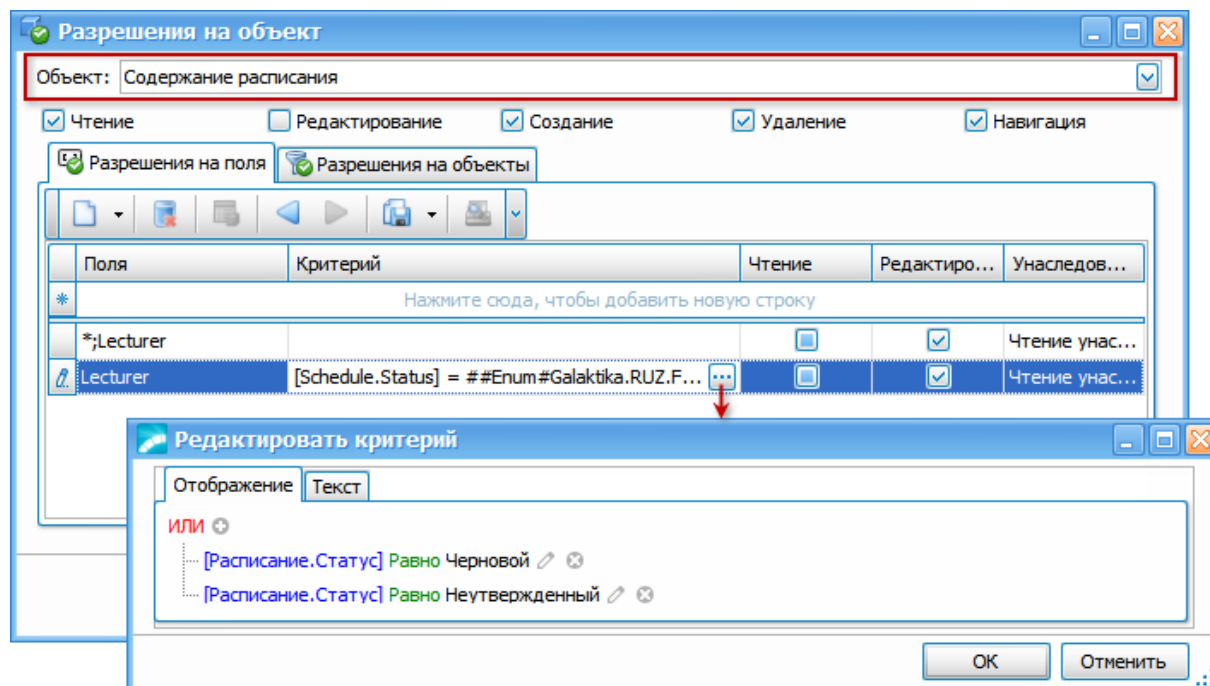 Разрешения на объект
Объект: Содержание расписания
Чтение Редактирование Создание Удаление Навигация
Разрешения на поля Разрешения на объекты
Поля Критерий Чтение Редактиро... Унаследов...
Нажмите сюда, чтобы добавить новую строку
*;Lecturer Чтение унас...
Lecturer [Schedule.Status] = ##Enum#Galaktika.RUZ.F... Чтение унас...
Редактировать критерий
Отображение Текст
ИЛИ
[Расписание.Статус] Равно Черновой
[Расписание.Статус] Равно Неутвержденный
ОК Отменить